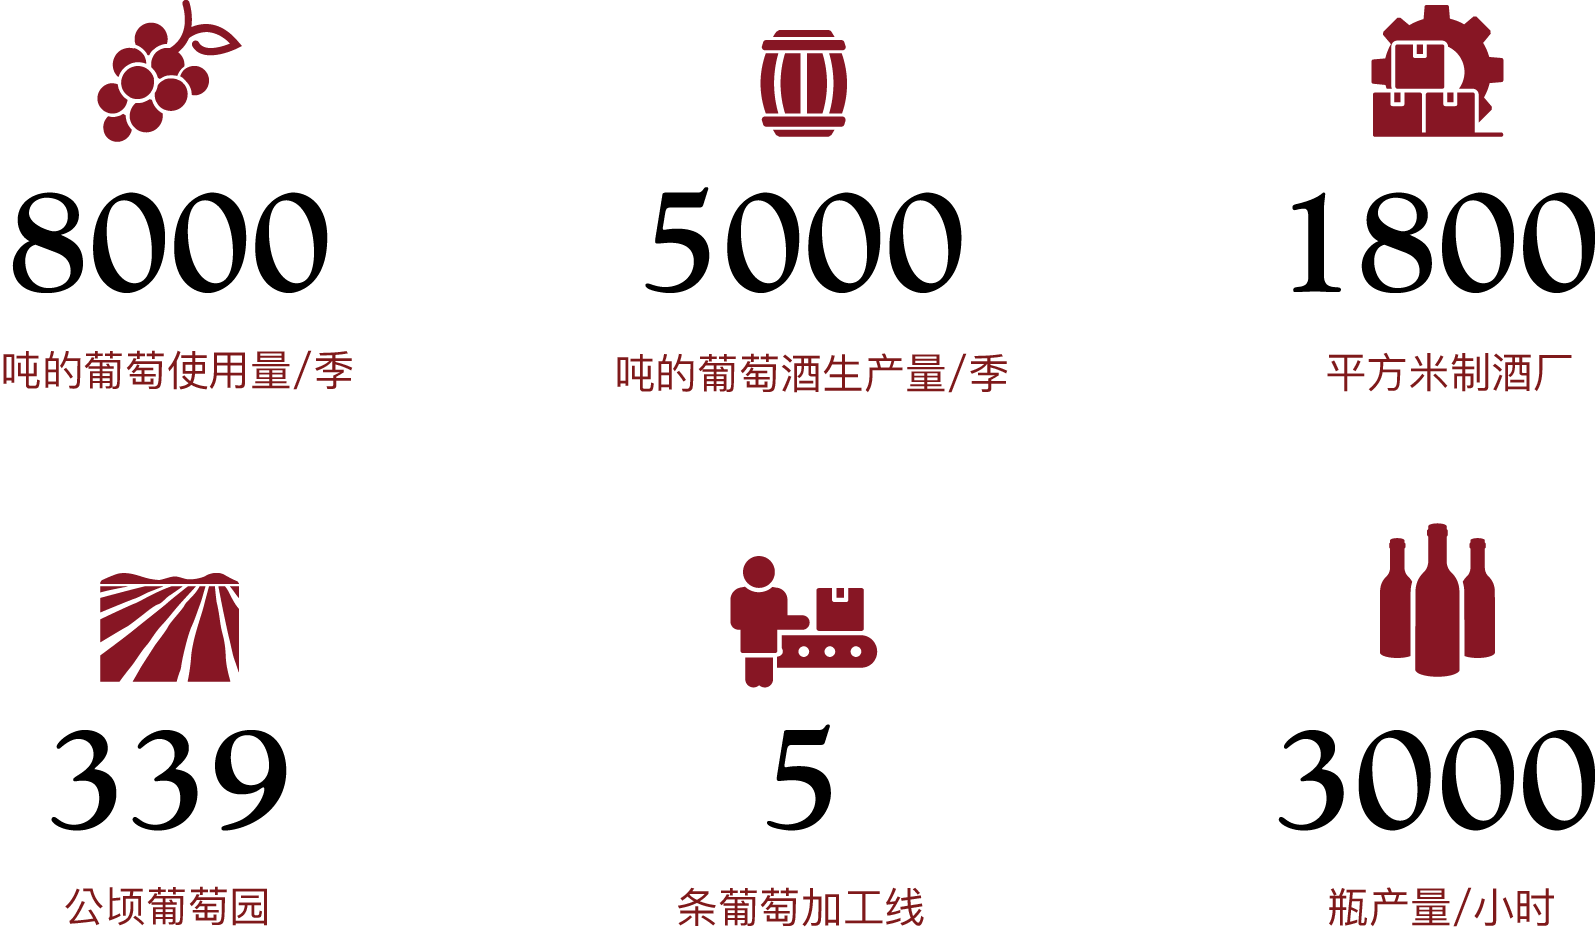 8000
5000
1800
吨的葡萄使用量/季
吨的葡萄酒生产量/季
平方米制酒厂
339
5
3000
公顷葡萄园
条葡萄加工线
瓶产量/小时